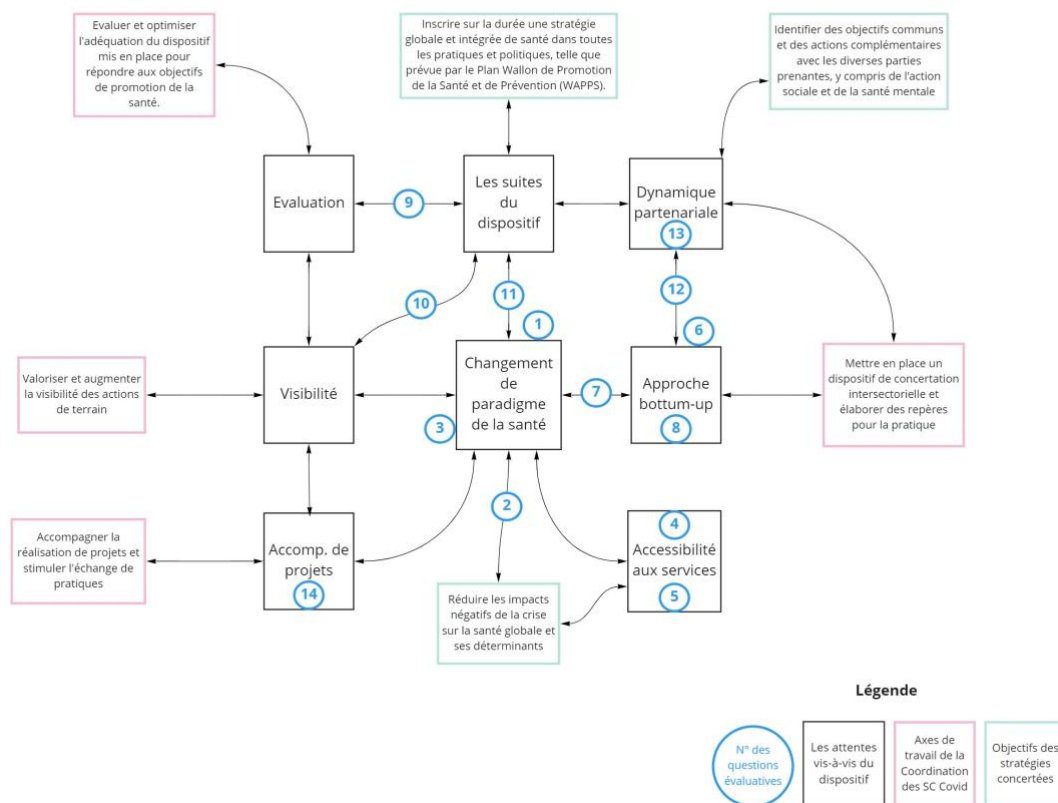 Evaluer et optimiser
l'adéquation du dispositif
mis en place pour
répondre aux objectifs
de promotion de la
santé.
Inscrire sur la durée une stratégie
globale et intégrée de santé dans toutes
les pratiques et politiques, telle que
prévue par le Plan Wallon de Promotion
de la Santé et de Prévention (WAPPS).
Identifier des objectifs communs
et des actions complémentaires
avec les diverses parties
prenantes, y compris de l'action
sociale et de la santé mentale
Evaluation
9
Les suites
du
dispositif
Dynamique
partenariale
13
10
11
12
1
6
Valoriser et augmenter
la visibilité des actions
de terrain
Visibilité
Changement
de
paradigme
de la santé
3
7
Approche
bottum-up
8
Mettre en place un
dispositif de concertation
intersectorielle et
élaborer des repères
pour la pratique
2
Accompagner la
réalisation de projets et
stimuler l'échange de
pratiques
Accomp. de
projets
14
4
Accessibilité
aux services
5
Réduire les impacts
négatifs de la crise
sur la santé globale et
ses déterminants
Légende
N° des
questions
évaluatives
Les attentes
vis-à-vis du
dispositif
Axes de
travail de la
Coordination
des SC Covid
Objectifs des
stratégies
concertées